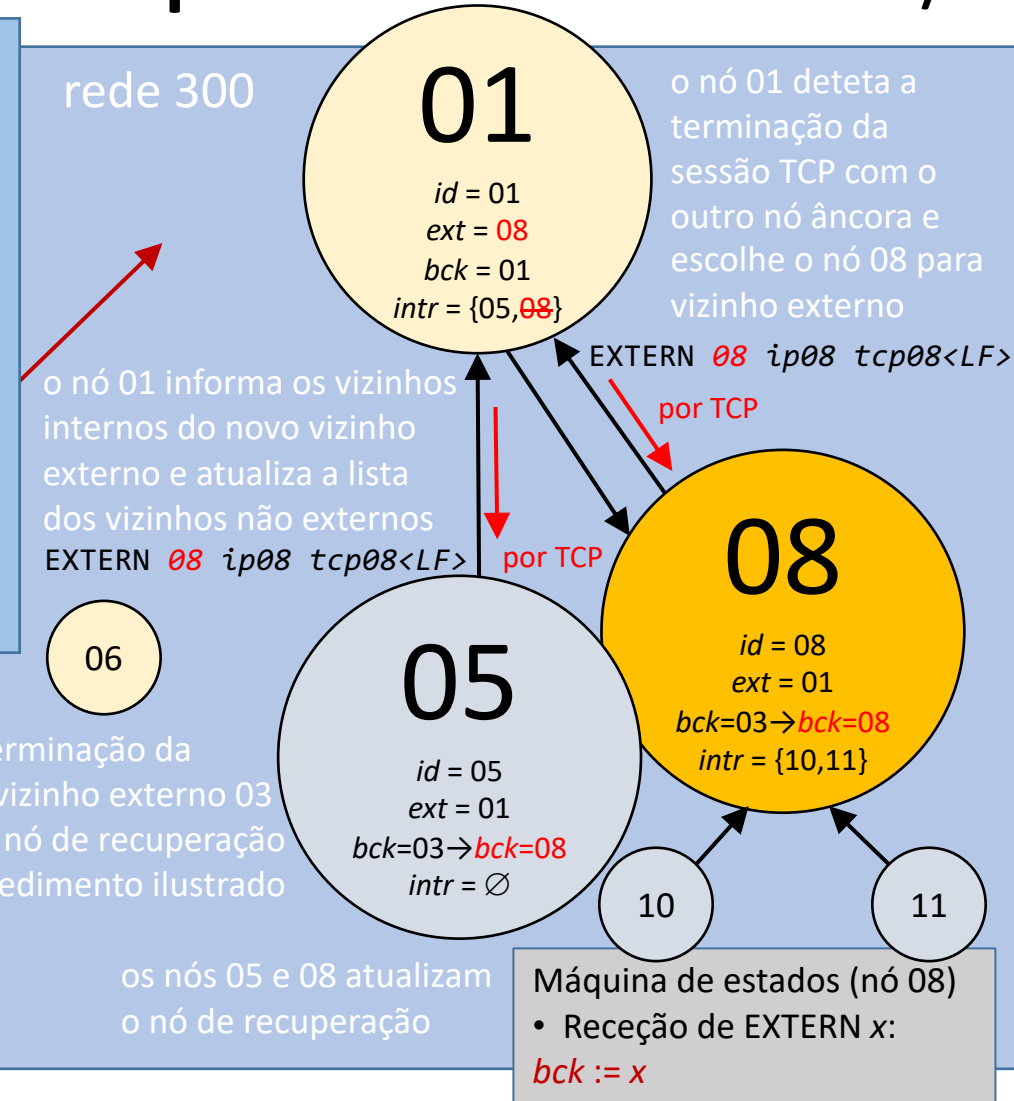 rede 300
01
id = 01
ext = 08
bck = 01
intr = {05,08}
o nó 01 deteta a
terminação da
sessão TCP com o
outro nó âncora e
escolhe o nó 08 para
vizinho externo
EXTERN 08 ip08 tcp08<LF>
por TCP
o nó 01 informa os vizinhos
internos do novo vizinho
externo e atualiza a lista
dos vizinhos não externos
EXTERN 08 ip08 tcp08<LF>
por TCP
08
id = 08
ext = 01
bck=03→bck=08
intr = {10,11}
06
05
id = 05
ext = 01
bck=03→bck=08
intr = ∅
da
vizinho externo 03
nó de recuperação
ilustrado
10
11
os nós 05 e 08 atualizam
o nó de recuperação
Máquina de estados (nó 08)
• Receção de EXTERN x:
bck := x